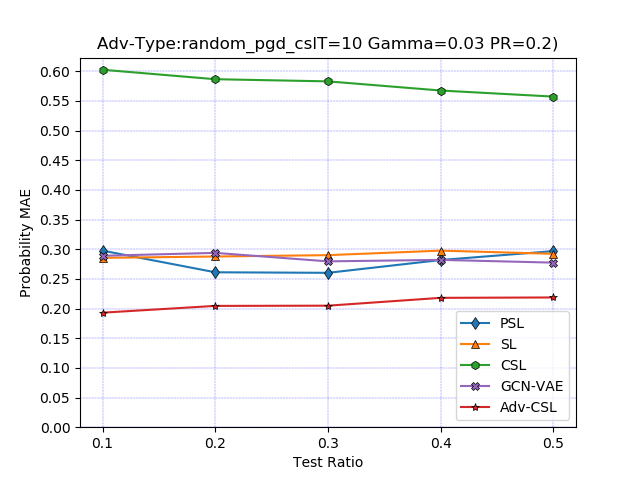 Adv-Type:random_pgd_cslT=10 Gamma=0.03 PR=0.2)
0.60
0.55
0.50
0.45
0.40
0.35
0.30
0.25
0.20
0.15
0.10
0.05
0.00
Probability MAE
PSL
SL
CSL
GCN-VAE
Adv-CSL
0.1 0.2 0.3 0.4 0.5
Test Ratio